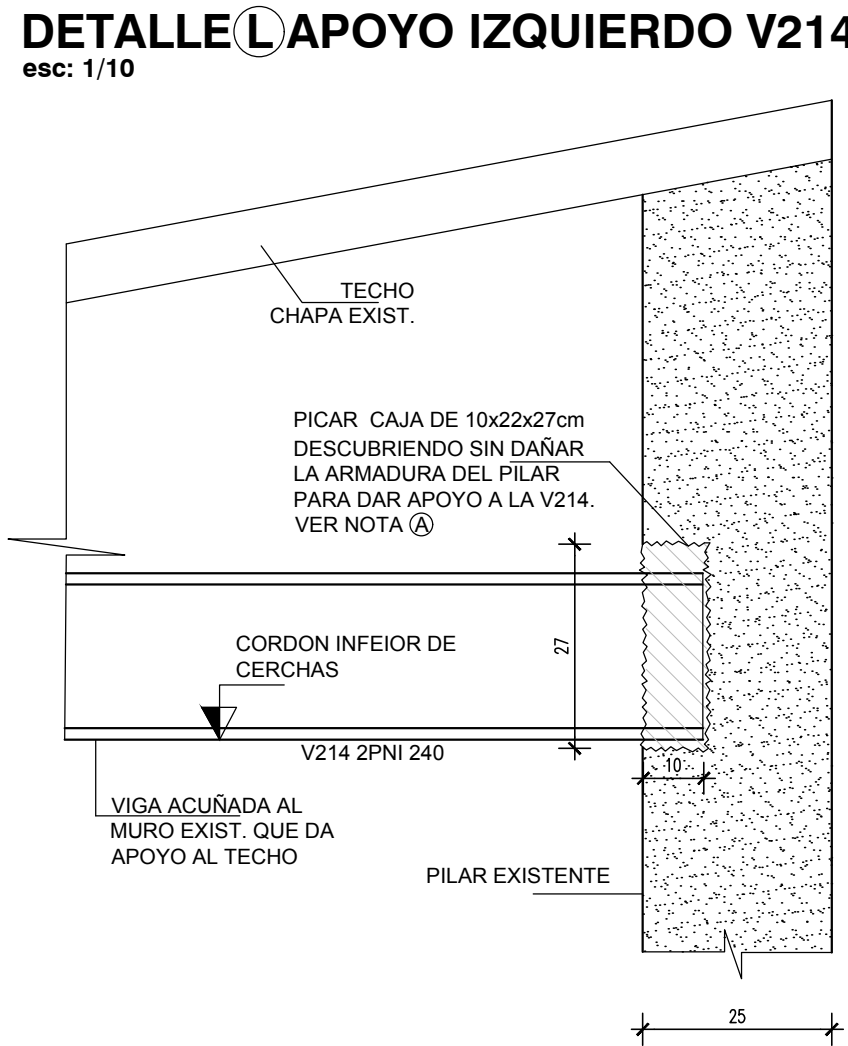 DETALLE L APOYO IZQUIERDO V214
esc: 1/10
TECHO
CHAPA EXIST.
PICAR CAJA DE 10x22x27cm
DESCUBRIENDO SIN DAÑAR
LA ARMADURA DEL PILAR
PARA DAR APOYO A LA V214.
VER NOTA A
27
CORDON INFEIOR DE
CERCHAS
V214 2PNI 240
10
VIGA ACUÑADA AL
MURO EXIST. QUE DA
APOYO AL TECHO
PILAR EXISTENTE
25